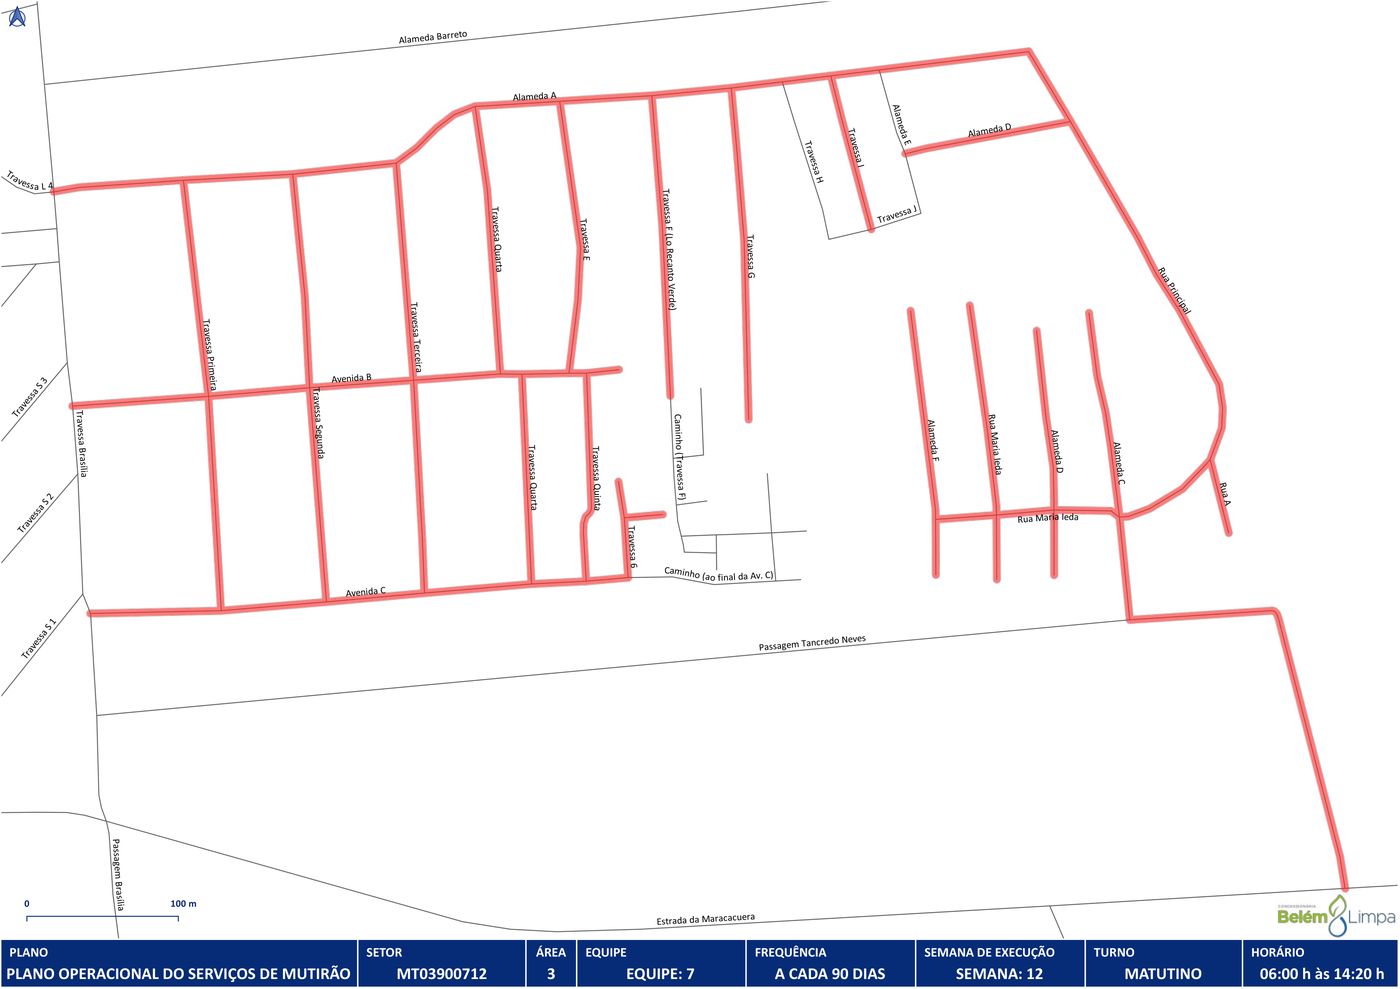 Alameda Barreto
Alameda A
Alameda E
Alameda D
Travessa I
Travessa H
Travessa L 4
Travessa J
Travessa Quarta
Travessa E
Travessa F (Lo Recanto Verde)
Travessa G
Rua Principal
Travessa Primeira
Travessa Terceira
Avenida B
Travessa S 3
Travessa Segunda
Travessa Brasília
Caminho (Travessa F)
Alameda F
Rua Maria Ieda
Alameda D
Alameda C
Travessa Quarta
Travessa Quinta
Rua A
Travessa S 2
Rua Maria Ieda
Travessa 6
Caminho (ao final da Av. C)
Avenida C
Travessa S 1
Passagem Tancredo Neves
Passagem Brasília
0 100 m
Estrada da Maracacuera
CONCESSIONÁRIA
Belém Limpa
PLANO
PLANO OPERACIONAL DO SERVIÇOS DE MUTIRÃO
SETOR
MT03900712
ÁREA
3
EQUIPE
EQUIPE: 7
FREQUÊNCIA
A CADA 90 DIAS
SEMANA DE EXECUÇÃO
SEMANA: 12
TURNO
MATUTINO
HORÁRIO
06:00 h às 14:20 h